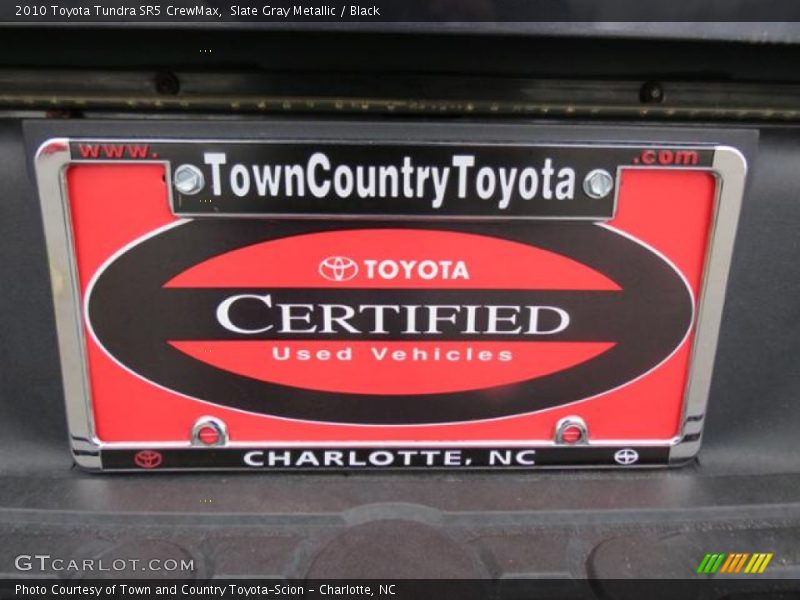 2010 Toyota Tundra SR5 CrewMax, Slate Gray Metallic / Black
www. .com
TownCountryToyota
TOYOTA
CERTIFIED
Used Vehicles
CHARLOTTE, NC
GTCARLOT.COM
Photo Courtesy of Town and Country Toyota-Scion - Charlotte, NC